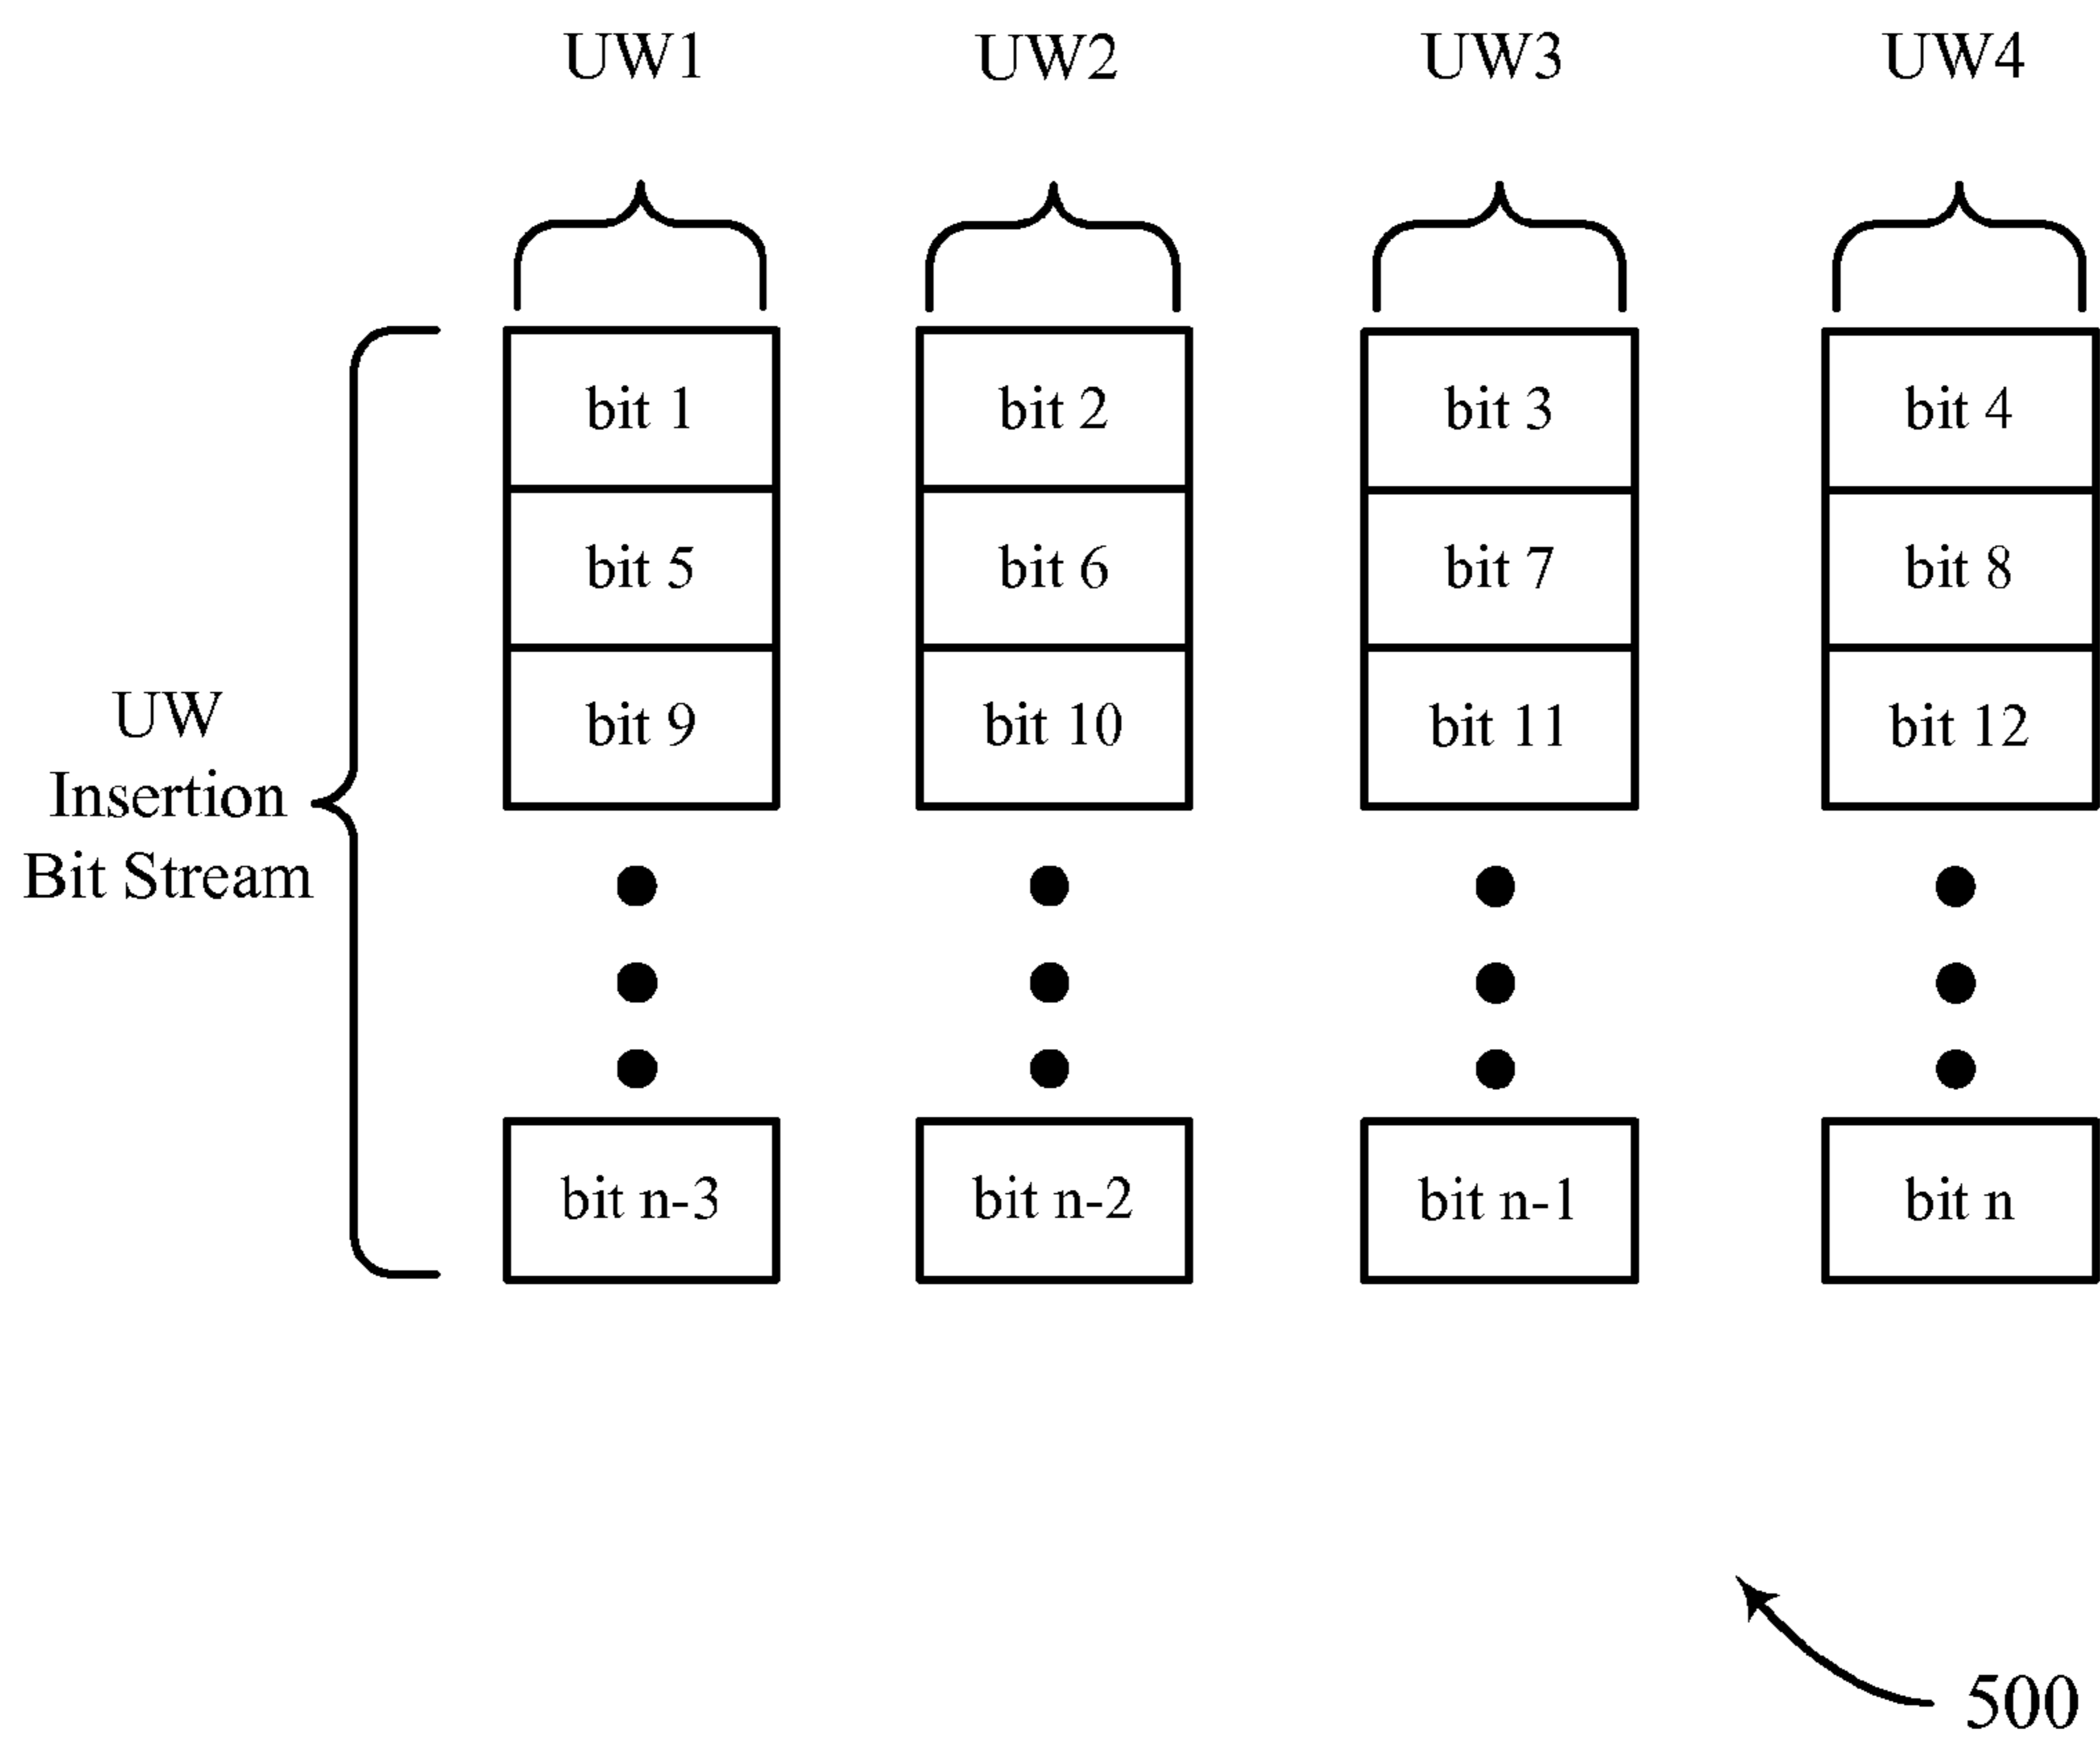 UW1 UW2 UW3 UW4
bit 1 bit 2 bit 3 bit 4
bit 5 bit 6 bit 7 bit 8
bit 9 bit 10 bit 11 bit 12
UW
Insertion
Bit Stream
bit n-3 bit n-2 bit n-1 bit n
500